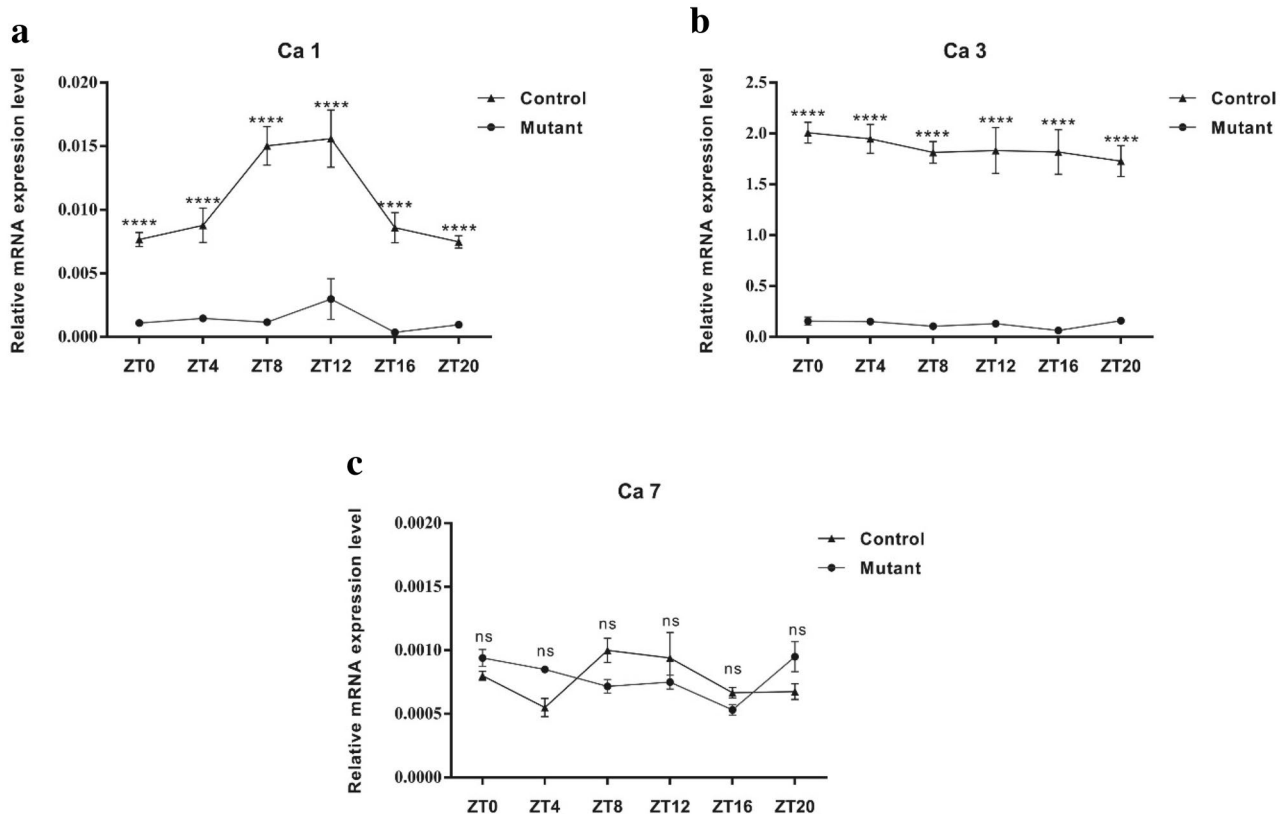 a
Ca 1
Relative mRNA expression level
0.020
0.015
0.010
0.005
0.000
**** **** **** **** **** ****
ZT0 ZT4 ZT8 ZT12 ZT16 ZT20
Control
Mutant
b
Ca 3
Relative mRNA expression level
2.5
2.0
1.5
1.0
0.5
0.0
**** **** **** **** **** ****
ZT0 ZT4 ZT8 ZT12 ZT16 ZT20
Control
Mutant
c
Ca 7
Relative mRNA expression level
0.0020
0.0015
0.0010
0.0005
0.0000
ns ns ns ns ns ns
ZT0 ZT4 ZT8 ZT12 ZT16 ZT20
Control
Mutant